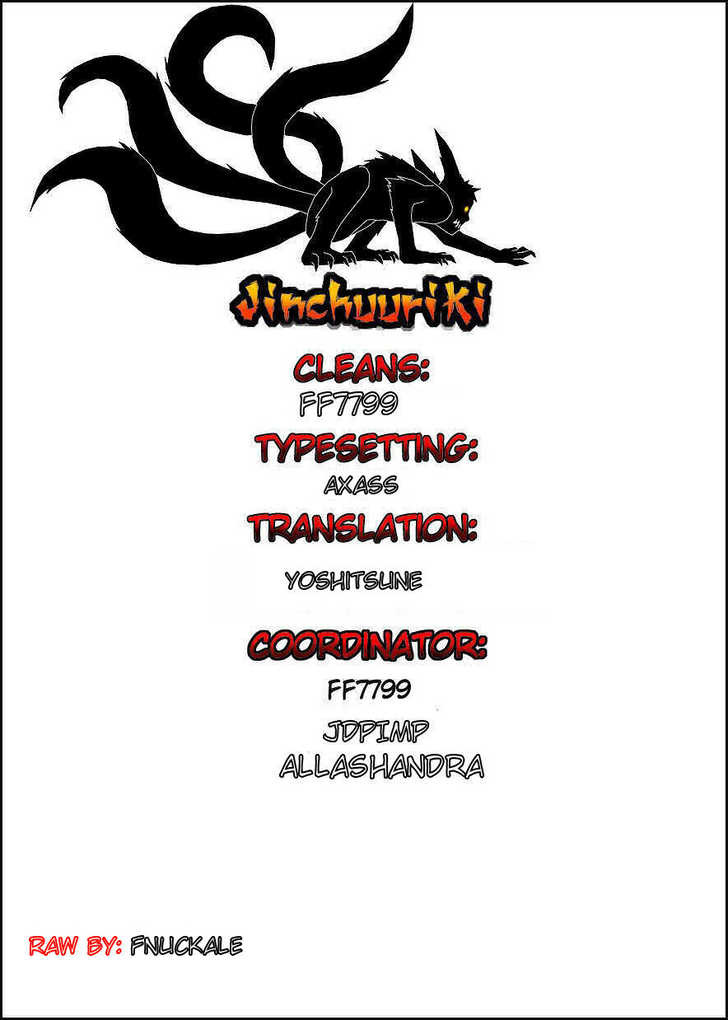 Jinchuuriki
CLEANS:
FF7799
TYPESETTING:
AXASS
TRANSLATION:
YOSHITSUNE
COORDINATOR:
FF7799
JDPIMP
ALLASHANDRA
RAW BY: FNUCKALE